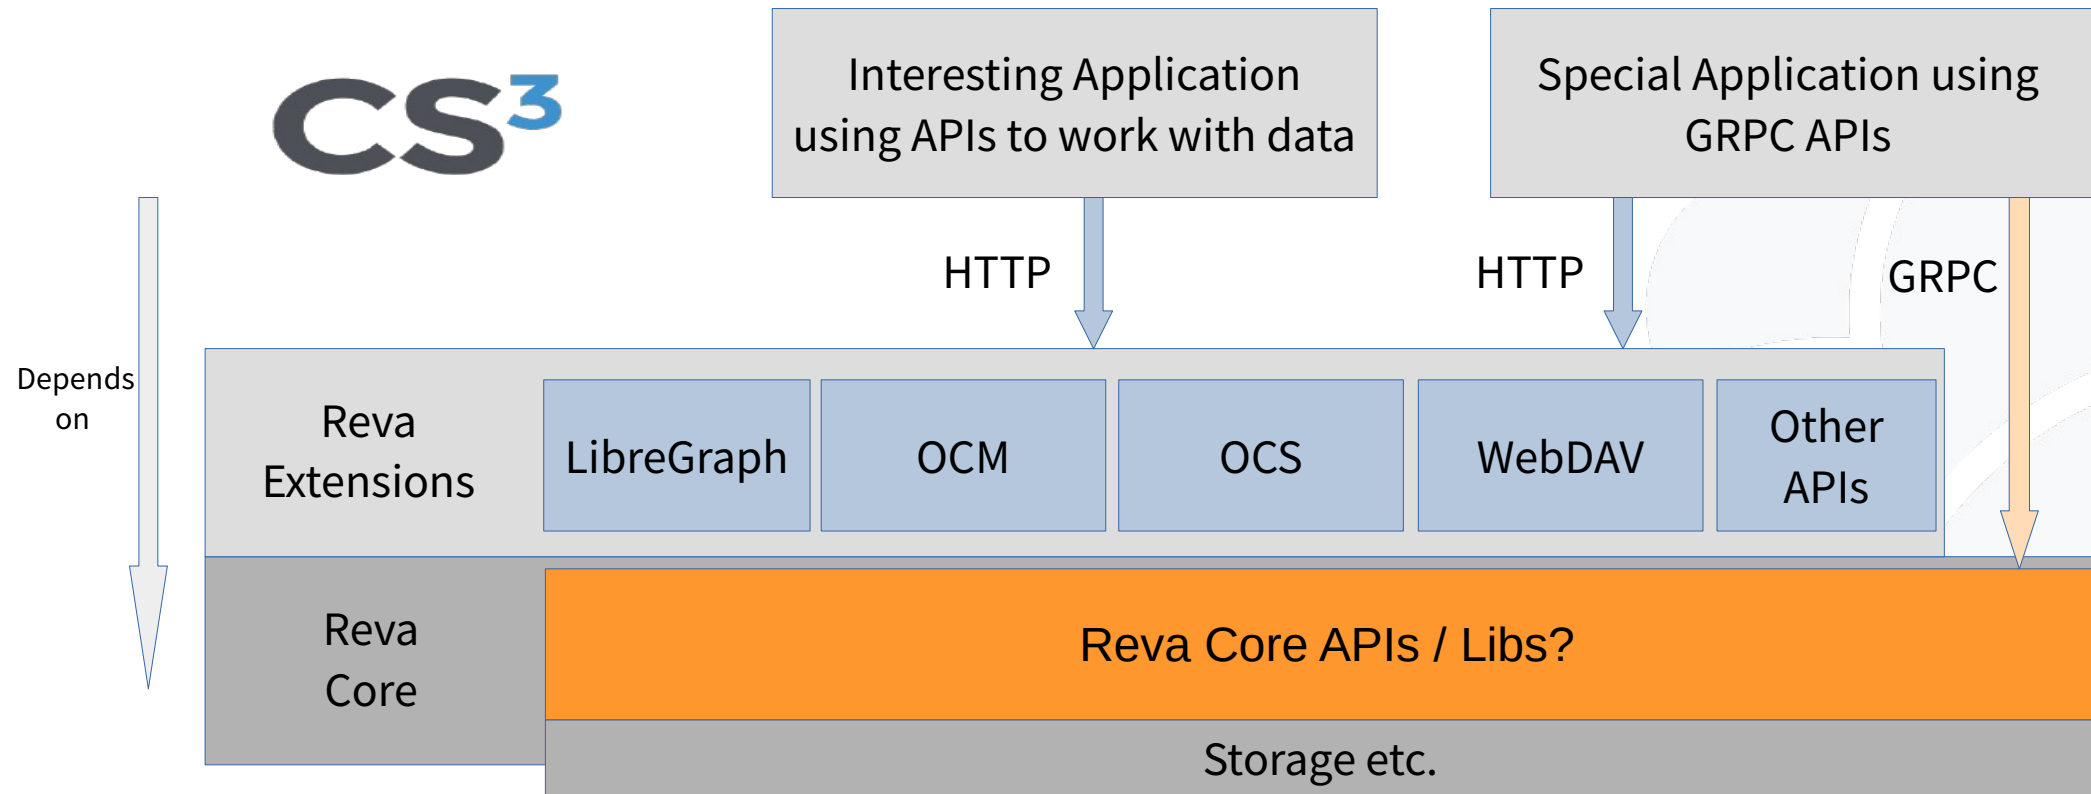 CS3
Interesting Application
using APIs to work with data
Special Application using
GRPC APIs
HTTP
HTTP
GRPC
Depends
on
Reva
Extensions
LibreGraph
OCM
OCS
WebDAV
Other
APIs
Reva
Core
Reva Core APIs / Libs?
Storage etc.